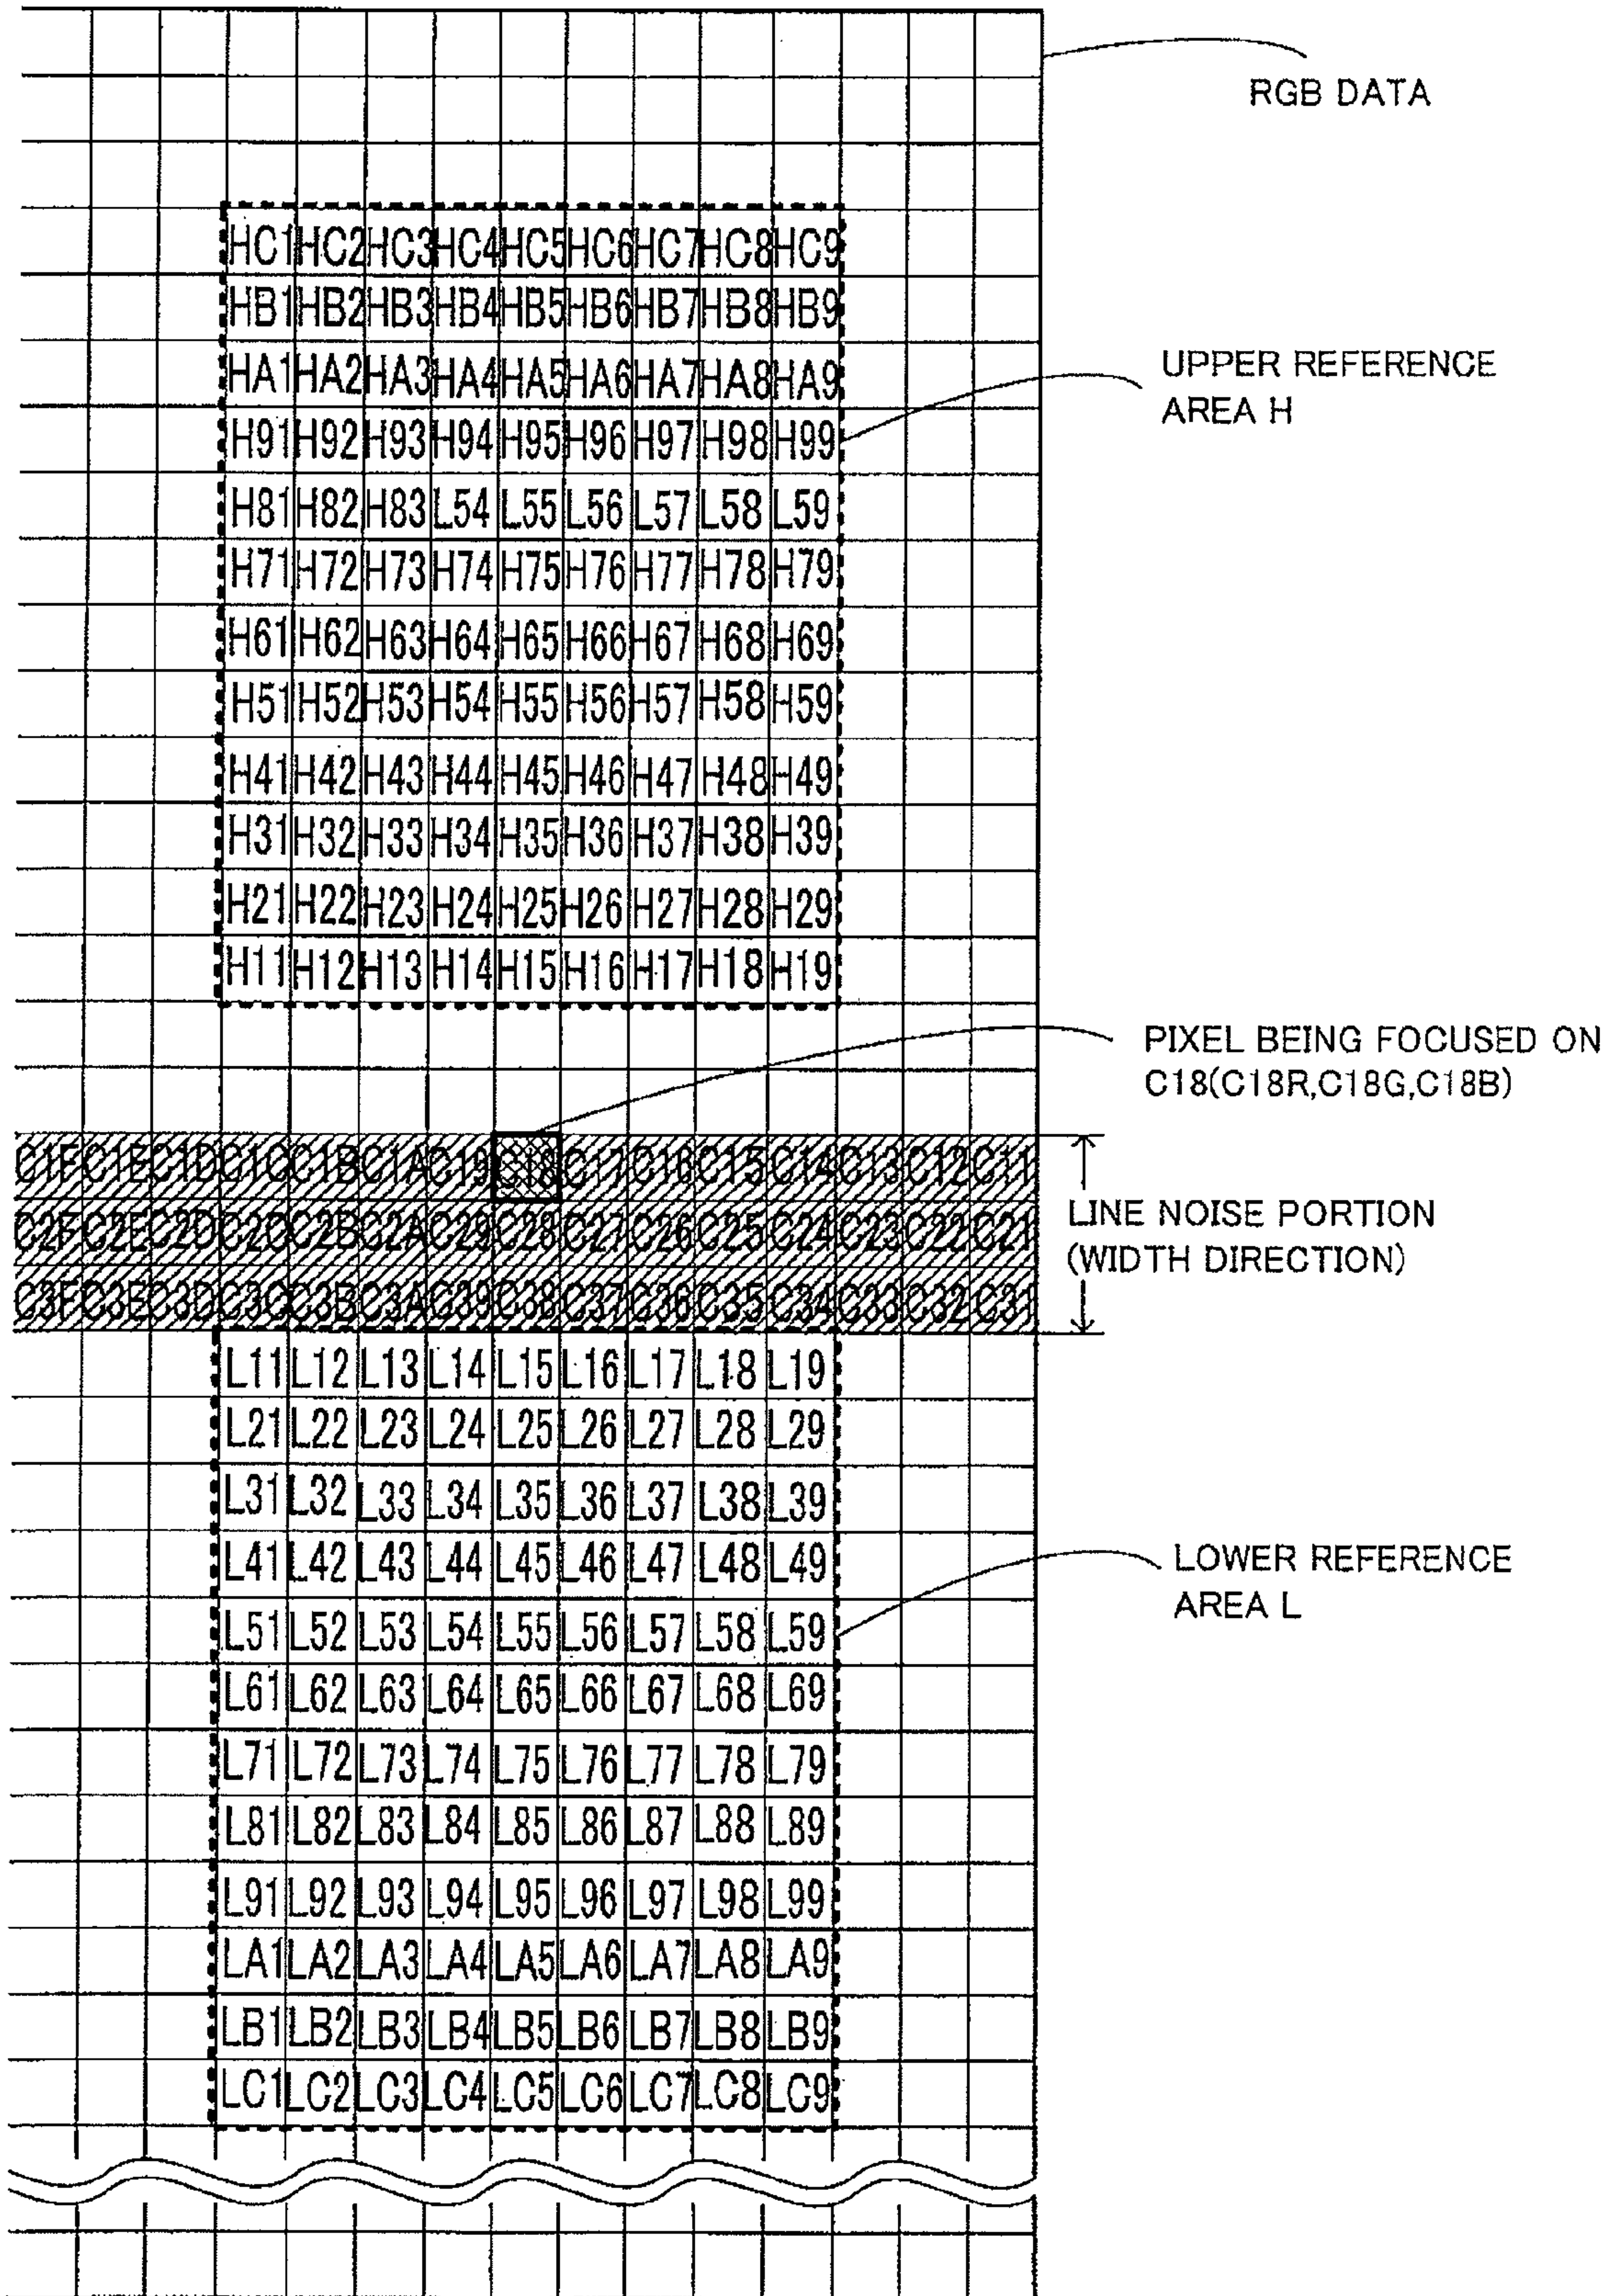 RGB DATA
HC1 HC2 HC3 HC4 HC5 HC6 HC7 HC8 HC9
HB1 HB2 HB3 HB4 HB5 HB6 HB7 HB8 HB9
HA1 HA2 HA3 HA4 HA5 HA6 HA7 HA8 HA9
UPPER REFERENCE
AREA H
H91 H92 H93 H94 H95 H96 H97 H98 H99
H81 H82 H83 L54 L55 L56 L57 L58 L59
H71 H72 H73 H74 H75 H76 H77 H78 H79
H61 H62 H63 H64 H65 H66 H67 H68 H69
H51 H52 H53 H54 H55 H56 H57 H58 H59
H41 H42 H43 H44 H45 H46 H47 H48 H49
H31 H32 H33 H34 H35 H36 H37 H38 H39
H21 H22 H23 H24 H25 H26 H27 H28 H29
H11 H12 H13 H14 H15 H16 H17 H18 H19
PIXEL BEING FOCUSED ON
C18(C18R,C18G,C18B)
C1F C1E C1D C1C C1B C1A C19 C18 C17 C16 C15 C14 C13 C12 C11
C2F C2E C2D C2C C2B C2A C29 C28 C27 C26 C25 C24 C23 C22 C21
C3F C3E C3D C3C C3B C3A C39 C38 C37 C36 C35 C34 C33 C32 C31
LINE NOISE PORTION
(WIDTH DIRECTION)
L11 L12 L13 L14 L15 L16 L17 L18 L19
L21 L22 L23 L24 L25 L26 L27 L28 L29
L31 L32 L33 L34 L35 L36 L37 L38 L39
L41 L42 L43 L44 L45 L46 L47 L48 L49
LOWER REFERENCE
AREA L
L51 L52 L53 L54 L55 L56 L57 L58 L59
L61 L62 L63 L64 L65 L66 L67 L68 L69
L71 L72 L73 L74 L75 L76 L77 L78 L79
L81 L82 L83 L84 L85 L86 L87 L88 L89
L91 L92 L93 L94 L95 L96 L97 L98 L99
LA1 LA2 LA3 LA4 LA5 LA6 LA7 LA8 LA9
LB1 LB2 LB3 LB4 LB5 LB6 LB7 LB8 LB9
LC1 LC2 LC3 LC4 LC5 LC6 LC7 LC8 LC9